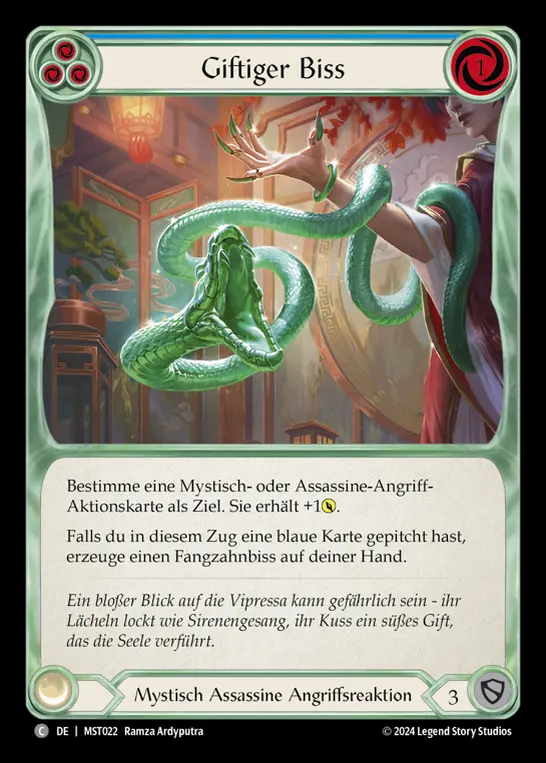 Giftiger Biss
1
Bestimme eine Mystisch- oder Assassine-Angriff-
Aktionskarte als Ziel. Sie erhält +1.
Falls du in diesem Zug eine blaue Karte gepitcht hast,
erzeuge einen Fangzahnbiss auf deiner Hand.
Ein bloßer Blick auf die Vipressa kann gefährlich sein - ihr
Lächeln lockt wie Sirenengesang, ihr Kuss ein süßes Gift,
das die Seele verführt.
Mystisch Assassine Angriffsreaktion
3
C DE | MST022 Ramza Ardyputra
© 2024 Legend Story Studios